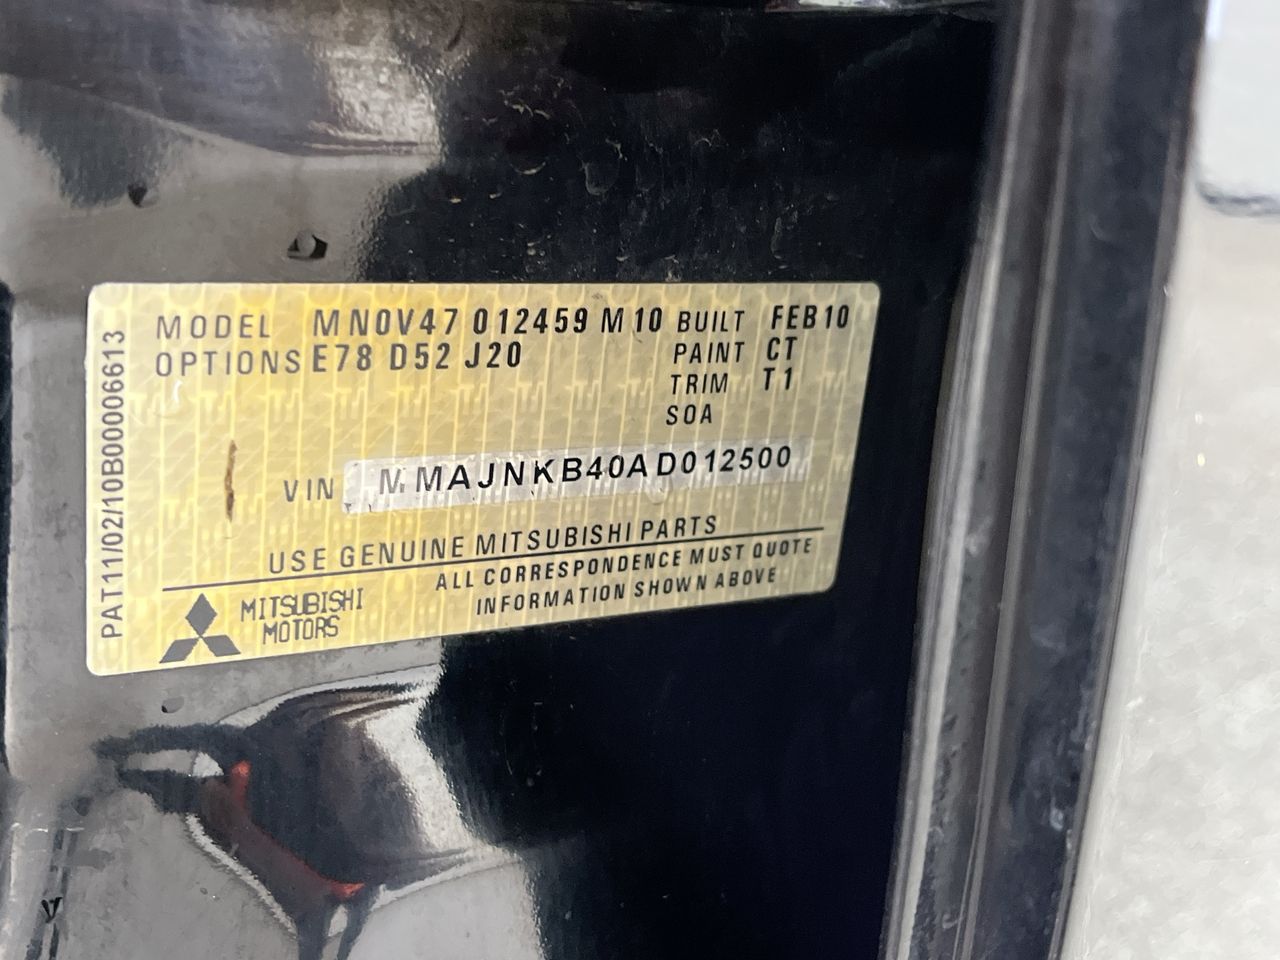 MODEL MN0V47 012459 M10 BUILT FEB10
OPTIONS E78 D52 J20 PAINT CT
TRIM T1
SOA
VIN MMAJNKB40AD012500
USE GENUINE MITSUBISHI PARTS
MITSUBISHI MOTORS
ALL CORRESPONDENCE MUST QUOTE
INFORMATION SHOWN ABOVE
PAT11/02/10B00006613